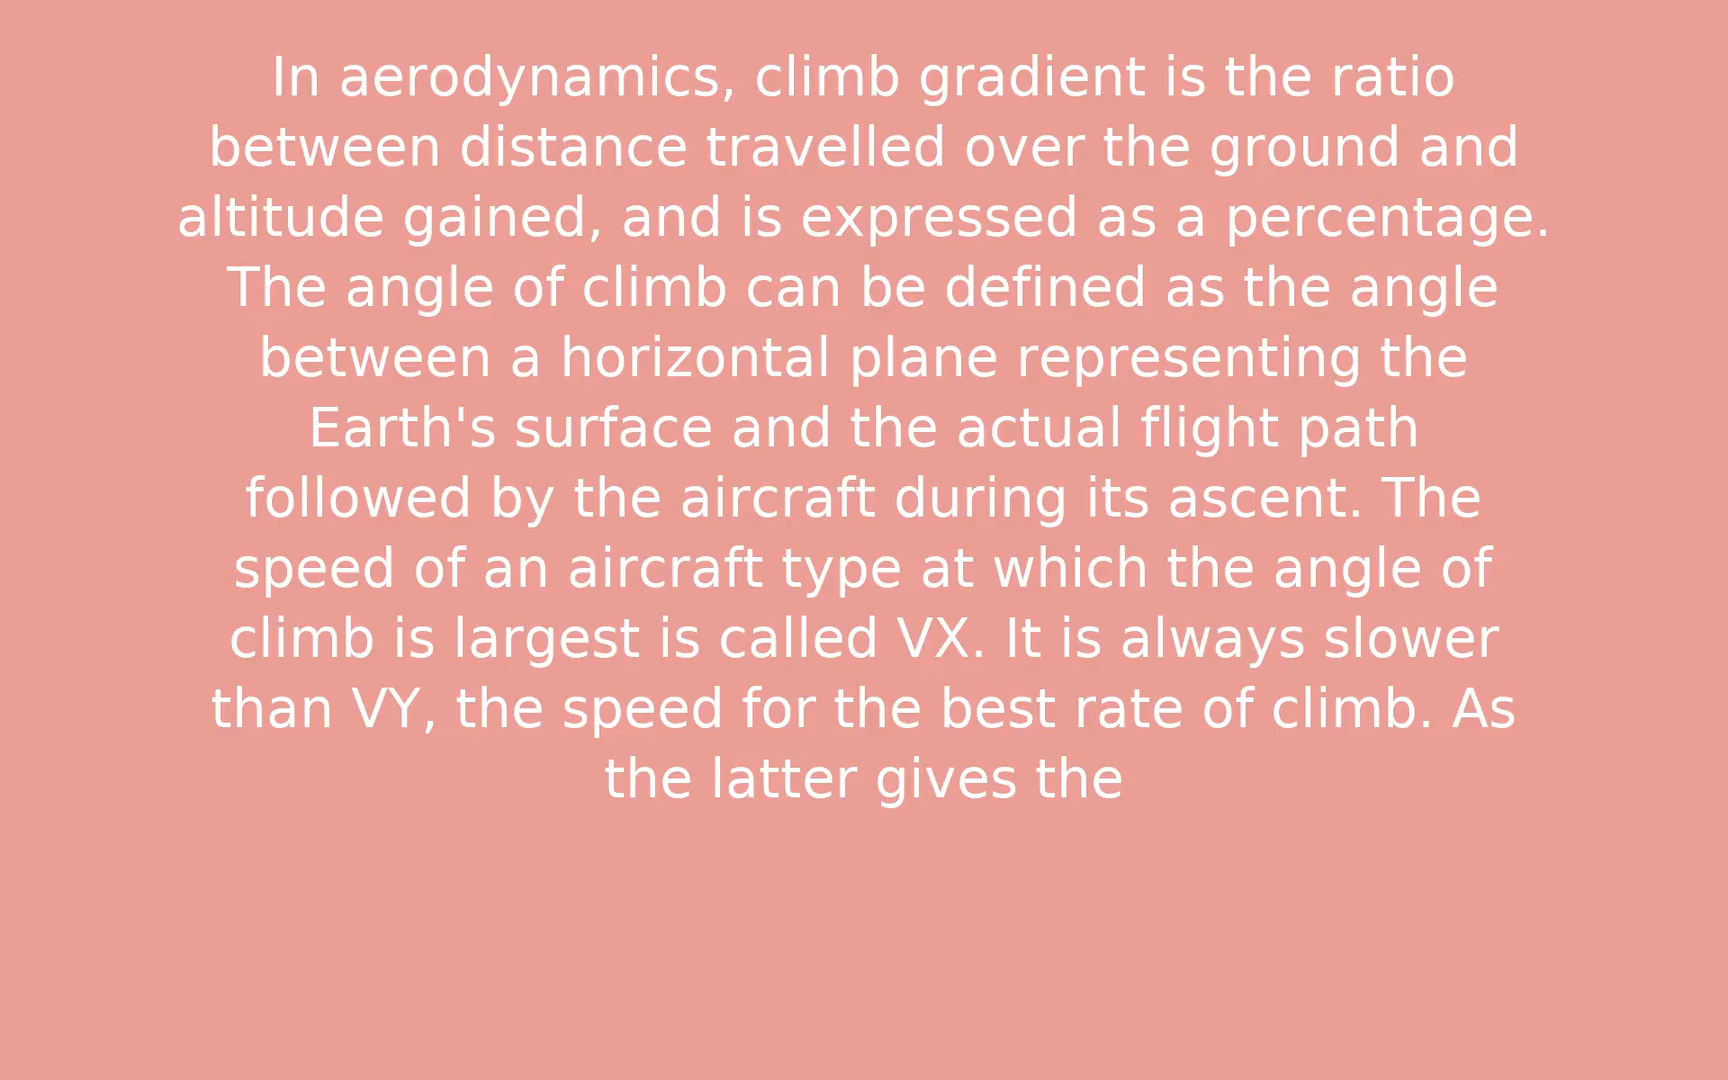 In aerodynamics, climb gradient is the ratio
between distance travelled over the ground and
altitude gained, and is expressed as a percentage.
The angle of climb can be defined as the angle
between a horizontal plane representing the
Earth's surface and the actual flight path
followed by the aircraft during its ascent. The
speed of an aircraft type at which the angle of
climb is largest is called VX. It is always slower
than VY, the speed for the best rate of climb. As
the latter gives the